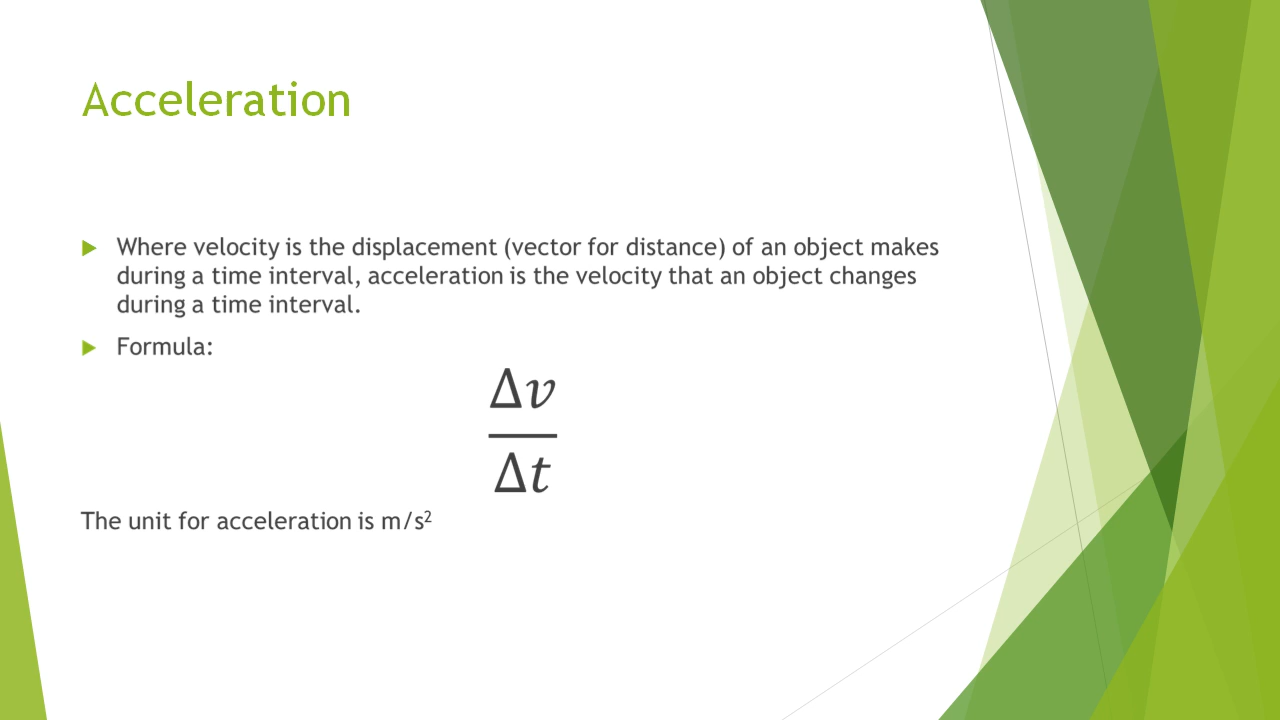 Acceleration
Where velocity is the displacement (vector for distance) of an object makes
during a time interval, acceleration is the velocity that an object changes
during a time interval.
Formula:
Δv
Δt
The unit for acceleration is m/s²